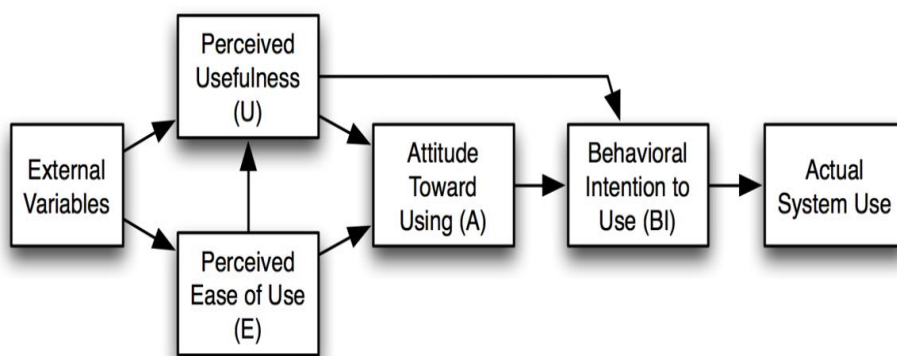 External
Variables
Perceived
Usefulness
(U)
Perceived
Ease of Use
(E)
Attitude
Toward
Using (A)
Behavioral
Intention to
Use (BI)
Actual
System Use